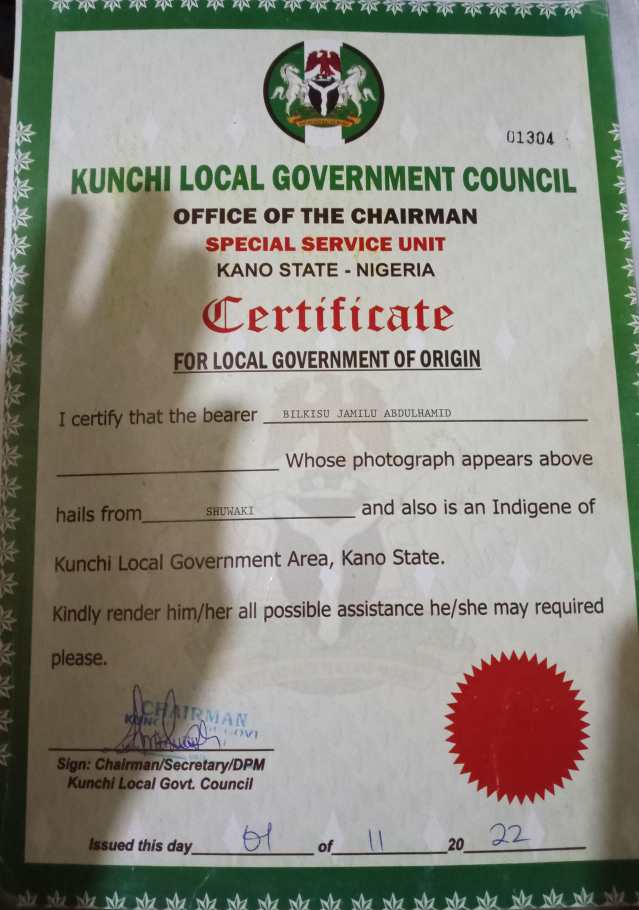 01304
KUNCHI LOCAL GOVERNMENT COUNCIL
OFFICE OF THE CHAIRMAN
SPECIAL SERVICE UNIT
KANO STATE - NIGERIA
Certificate
FOR LOCAL GOVERNMENT OF ORIGIN
I certify that the bearer BILKISU JAMILU ABDULHAMID
Whose photograph appears above
hails from SHUWAKI and also is an Indigene of
Kunchi Local Government Area, Kano State.
Kindly render him/her all possible assistance he/she may required
please.
CHAIRMAN
Sign: Chairman/Secretary/DPM
Kunchi Local Govt. Council
Issued this day 01 of 11 20 22